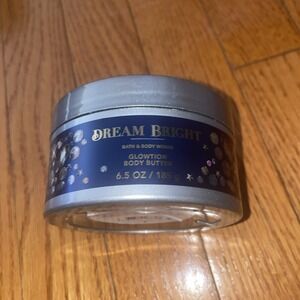 DREAM BRIGHT
BATH & BODY WORKS
GLOWTION
BODY BUTTER
6.5 OZ / 185 g